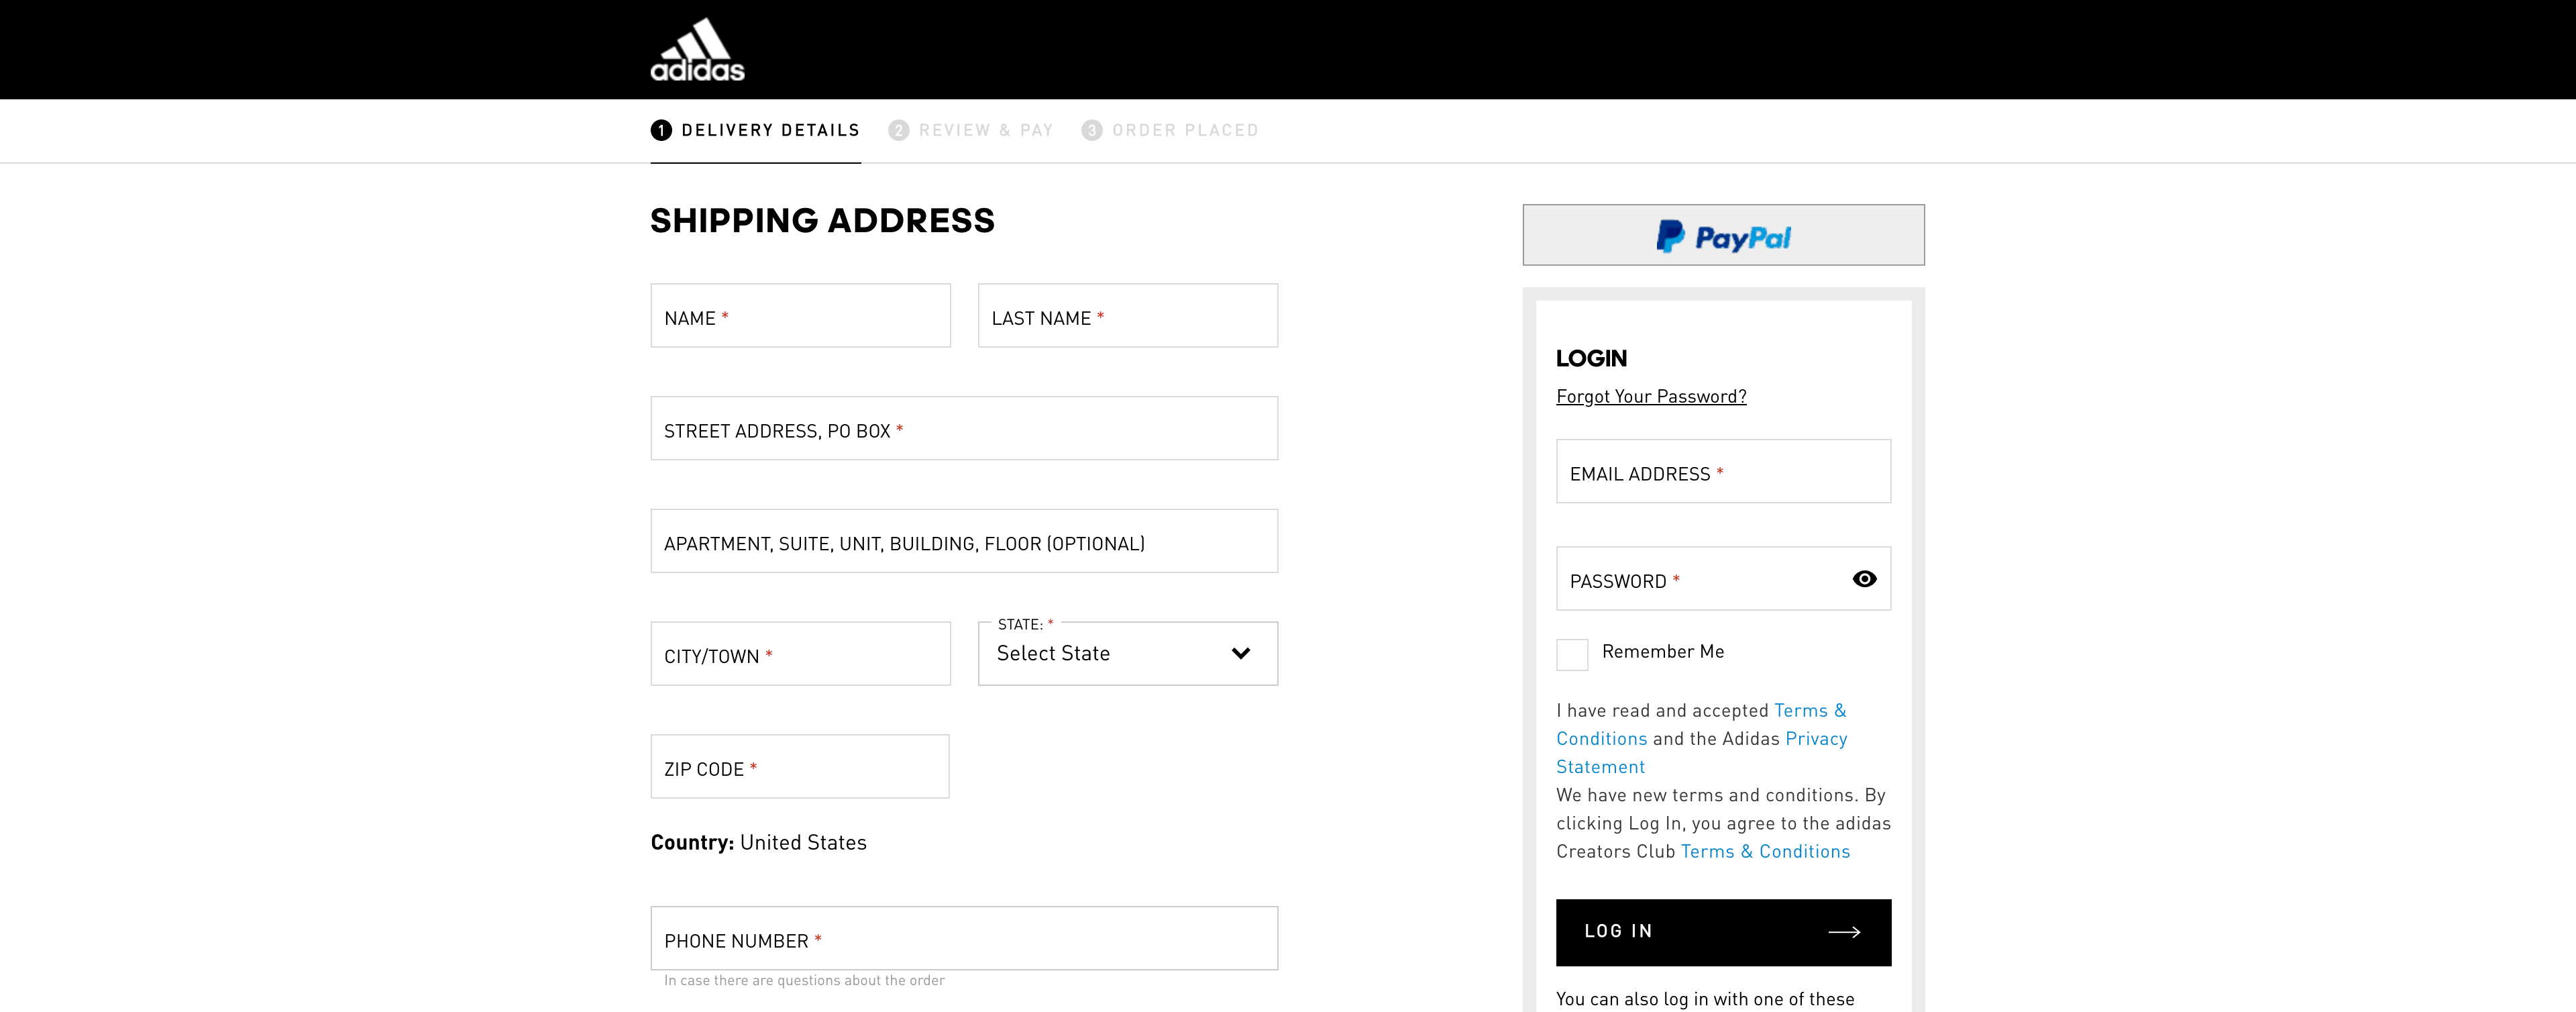 adidas
1 DELIVERY DETAILS 2 REVIEW & PAY 3 ORDER PLACED
SHIPPING ADDRESS
NAME * LAST NAME *
STREET ADDRESS, PO BOX *
APARTMENT, SUITE, UNIT, BUILDING, FLOOR (OPTIONAL)
STATE: *
CITY/TOWN * Select State
ZIP CODE *
Country: United States
PHONE NUMBER *
In case there are questions about the order
PayPal
LOGIN
Forgot Your Password?
EMAIL ADDRESS *
PASSWORD *
Remember Me
I have read and accepted Terms &
Conditions and the Adidas Privacy
Statement
We have new terms and conditions. By
clicking Log In, you agree to the adidas
Creators Club Terms & Conditions
LOG IN
You can also log in with one of these